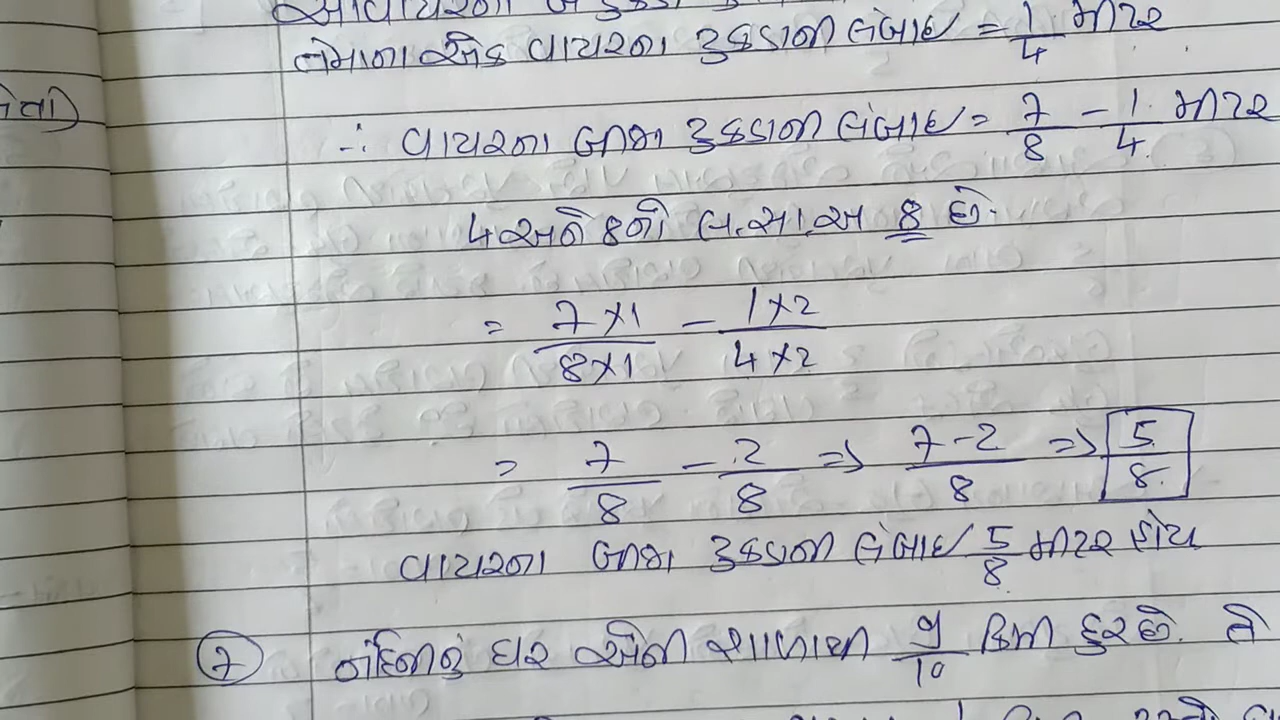 તેમાના એક વાયરના ટુકડાની લંબાઇ = 1/4 મીટર
∴ વાયરના બીજા ટુકડાની લંબાઇ = 7/8 - 1/4 મીટર
4 અને 8 નો લ.સા.અ 8 છે.
= 7×1/8×1 - 1×2/4×2
= 7/8 - 2/8 => 7-2/8 => 5/8
વાયરના બીજા ટુકડાની લંબાઇ 5/8 મીટર હોય
7 નંદિનીનું ઘર એની શાળાથી 9/10 કિમી દુર છે. તે